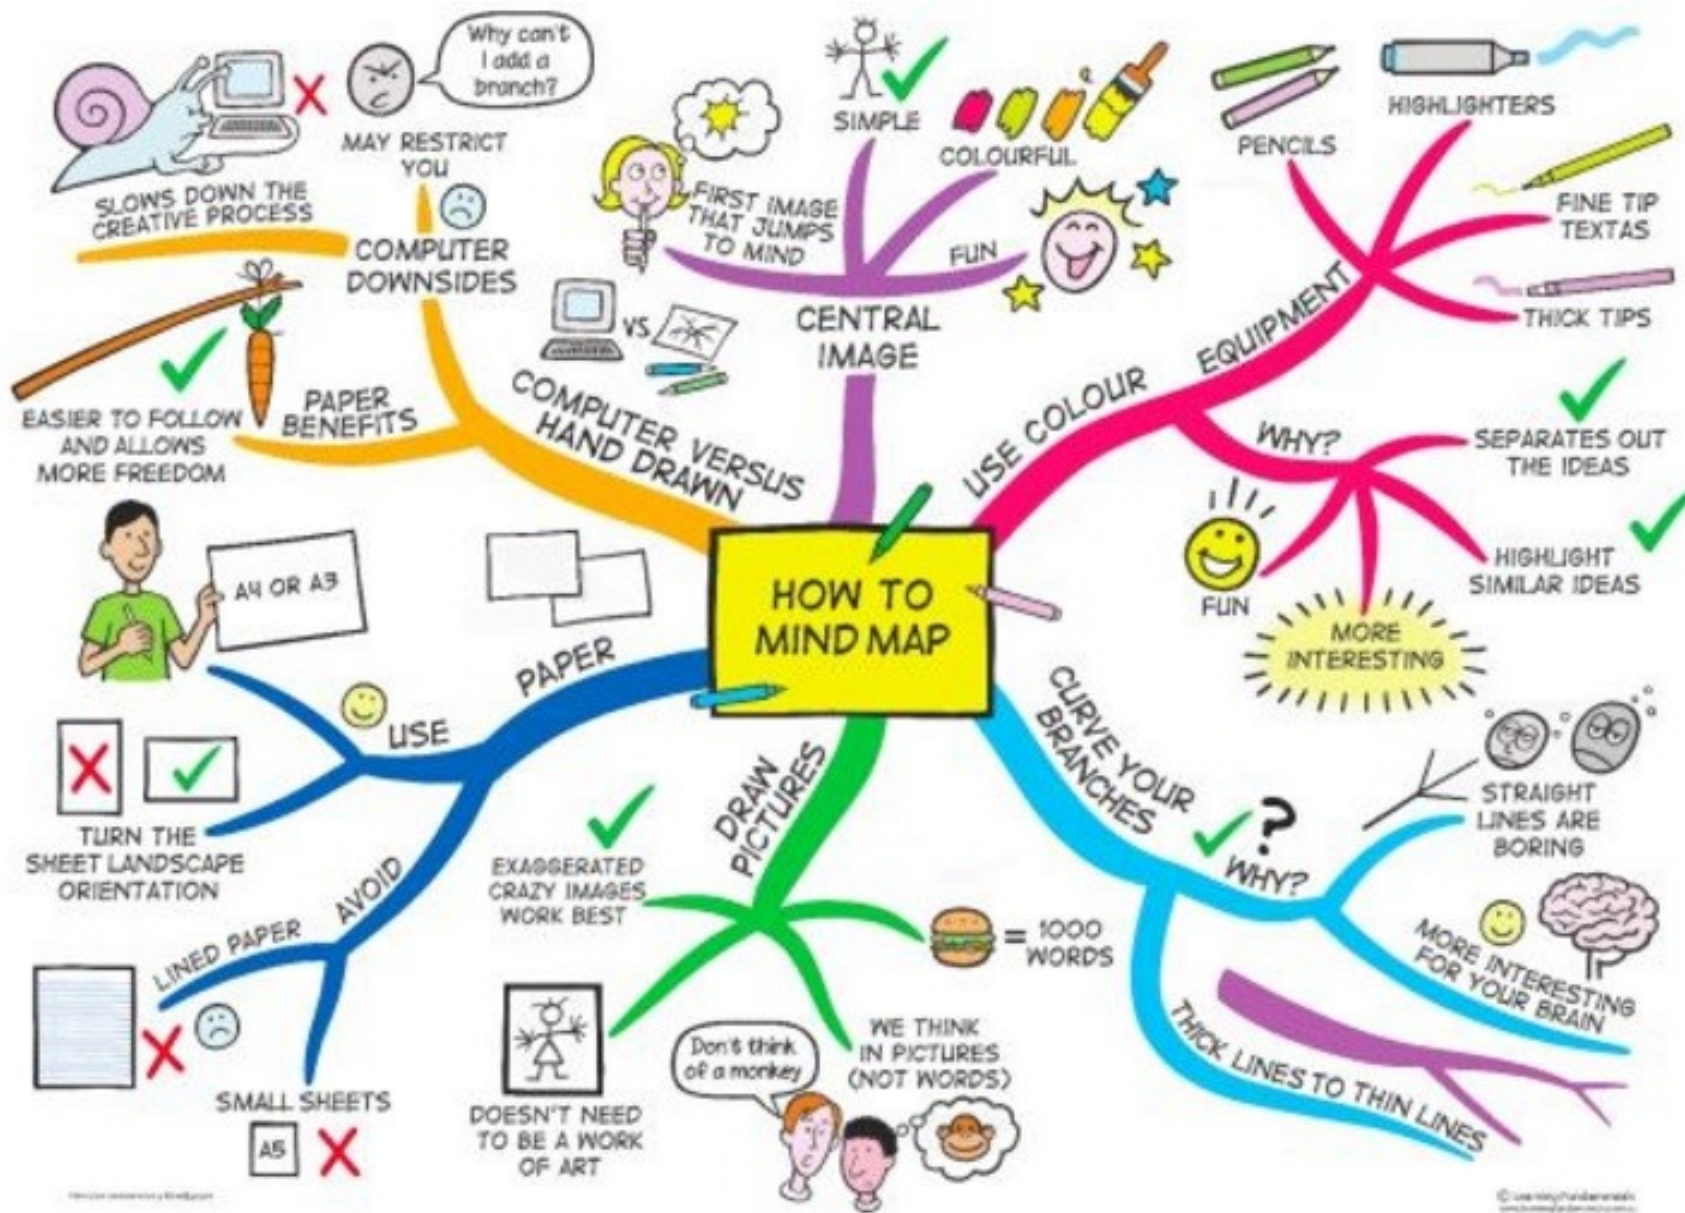 HOW TO
MIND MAP
CENTRAL
IMAGE
FIRST IMAGE
THAT JUMPS
TO MIND
SIMPLE
COLOURFUL
FUN
USE COLOUR
EQUIPMENT
PENCILS
HIGHLIGHTERS
FINE TIP
TEXTAS
THICK TIPS
WHY?
SEPARATES OUT
THE IDEAS
HIGHLIGHT
SIMILAR IDEAS
MORE
INTERESTING
FUN
CURVE YOUR
BRANCHES
?
WHY?
STRAIGHT
LINES ARE
BORING
MORE INTERESTING
FOR YOUR BRAIN
THICK LINES TO THIN LINES
DRAW
PICTURES
= 1000
WORDS
WE THINK
IN PICTURES
(NOT WORDS)
Don't think
of a monkey
DOESN'T NEED
TO BE A WORK
OF ART
EXAGGERATED
CRAZY IMAGES
WORK BEST
PAPER
USE
A4 OR A3
TURN THE
SHEET LANDSCAPE
ORIENTATION
AVOID
LINED PAPER
SMALL SHEETS
A5
COMPUTER VERSUS
HAND DRAWN
VS
PAPER
BENEFITS
EASIER TO FOLLOW
AND ALLOWS
MORE FREEDOM
COMPUTER
DOWNSIDES
SLOWS DOWN THE
CREATIVE PROCESS
MAY RESTRICT
YOU
Why can't
I add a
branch?
© Learning Fundamentals